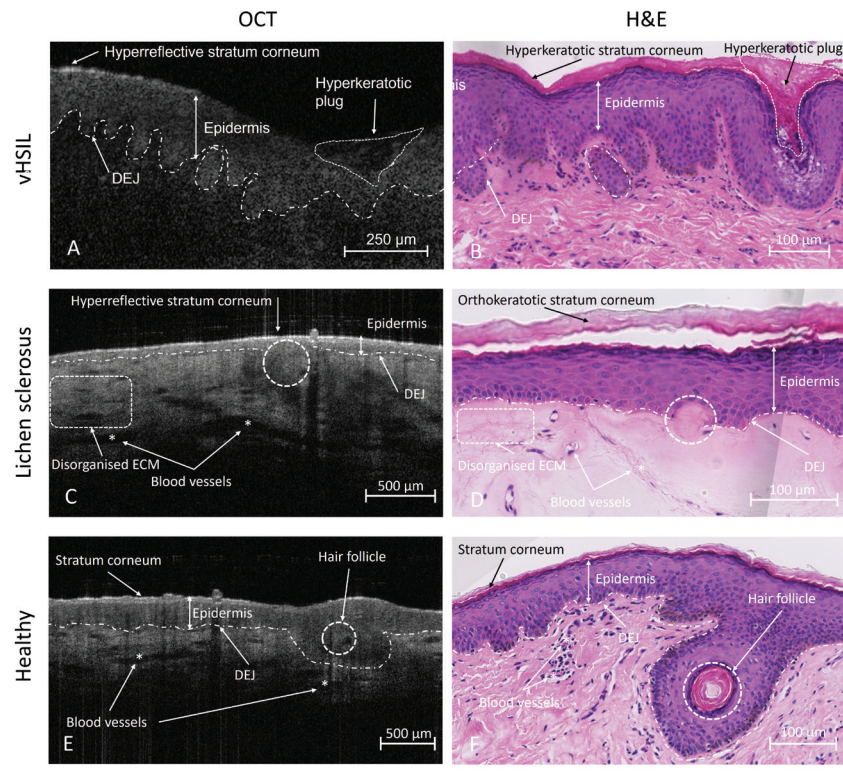 OCT
H&E
vHSIL
Hyperreflective stratum corneum
Hyperkeratotic
plug
Epidermis
DEJ
A
250 µm
Hyperkeratotic stratum corneum
Hyperkeratotic plug
nis
Epidermis
DEJ
B
100 µm
Lichen sclerosus
Hyperreflective stratum corneum
Epidermis
DEJ
*
*
Disorganised ECM
Blood vessels
C
500 µm
Orthokeratotic stratum corneum
Epidermis
Disorganised ECM
*
DEJ
Blood vessels
D
100 µm
Healthy
Stratum corneum
Hair follicle
Epidermis
DEJ
*
*
Blood vessels
E
500 µm
Stratum corneum
Epidermis
Hair follicle
DEJ
*
*
Blood vessels
F
100 µm